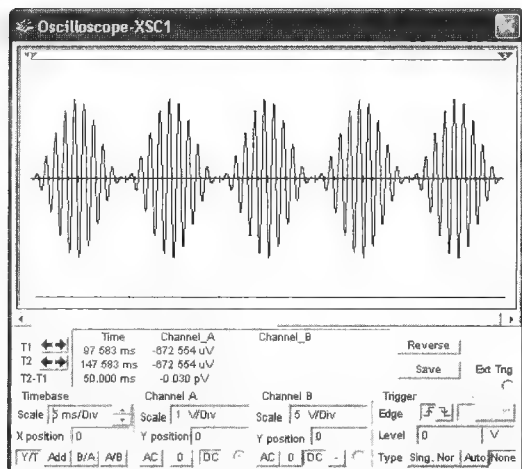 Oscilloscope-XSC1
Time Channel_A Channel_B
T1 97.583 ms -672.554 uV
T2 147.583 ms -672.554 uV
T2-T1 50.000 ms -0.030 pV
Reverse
Save Ext Trig
Timebase Channel A Channel B Trigger
Scale 5 ms/Div Scale 1 V/Div Scale 5 V/Div Edge
X position 0 Y position 0 Y position 0 Level 0 V
Y/T Add B/A A/B AC 0 DC AC 0 DC - Type Sing. Nor Auto None